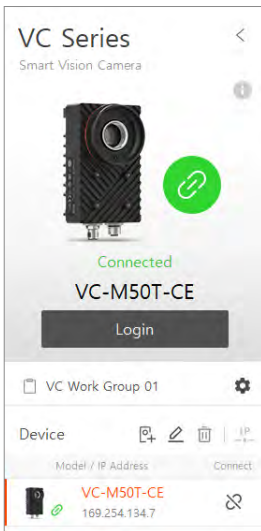 VC Series
Smart Vision Camera
Connected
VC-M50T-CE
Login
VC Work Group 01
Device
IP
Model / IP Address Connect
VC-M50T-CE
169.254.134.7